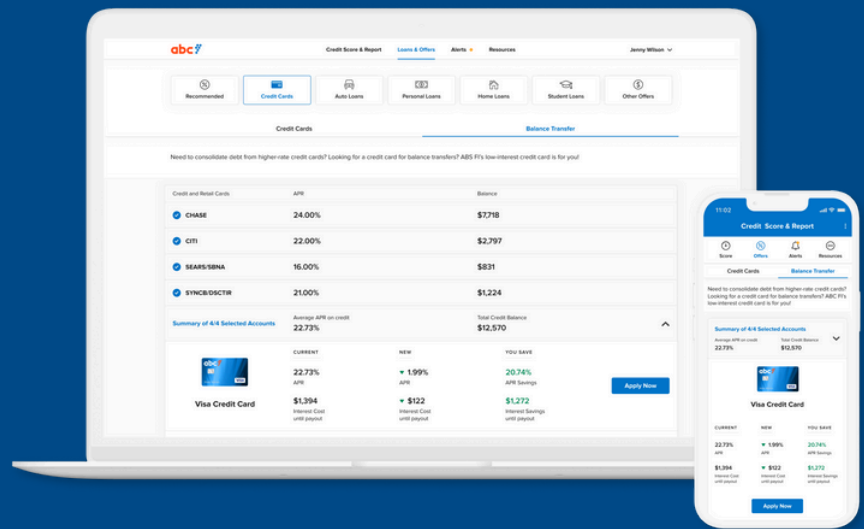 abc
Credit Score & Report Loans & Offers Alerts Resources Jenny Wilson
Recommended Credit Cards Auto Loans Personal Loans Home Loans Student Loans Other Offers
Credit Cards Balance Transfer
Need to consolidate debt from higher-rate credit cards? Looking for a credit card for balance transfers? ABS FI's low-interest credit card is for you!
Credit and Retail Cards APR Balance
CHASE 24.00% $7,718
CITI 22.00% $2,797
SEARS/SBNA 16.00% $831
SYNCB/DSCTIR 21.00% $1,224
Summary of 4/4 Selected Accounts
Average APR on credit Total Credit Balance
22.73% $12,570
CURRENT NEW YOU SAVE
22.73% 1.99% 20.74%
APR APR APR Savings
abc
VISA
Visa Credit Card
$1,394 $122 $1,272
Interest Cost Interest Cost Interest Savings
until payout until payout until payout
Apply Now
11:02
Credit Score & Report
Score Offers Alerts Resources
Credit Cards Balance Transfer
Need to consolidate debt from higher-rate credit cards?
Looking for a credit card for balance transfers? ABC FI's
low-interest credit card is for you!
Summary of 4/4 Selected Accounts
Average APR on credit Total Credit Balance
22.73% $12,570
abc
VISA
Visa Credit Card
CURRENT NEW YOU SAVE
22.73% 1.99% 20.74%
APR APR APR Savings
$1,394 $122 $1,272
Interest Cost Interest Cost Interest Savings
until payout until payout until payout
Apply Now